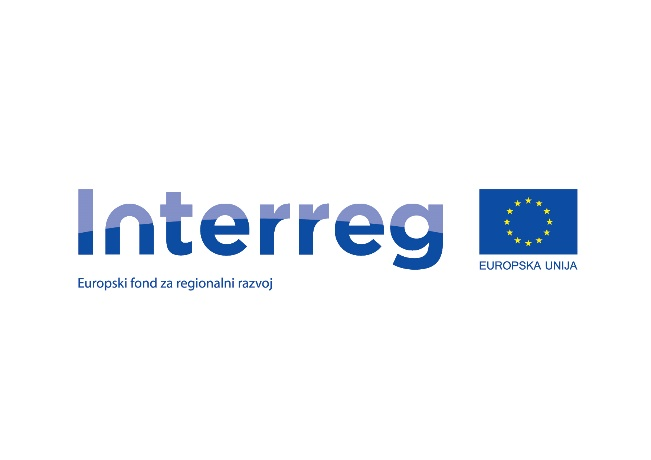 Interreg
Europski fond za regionalni razvoj
EUROPSKA UNIJA